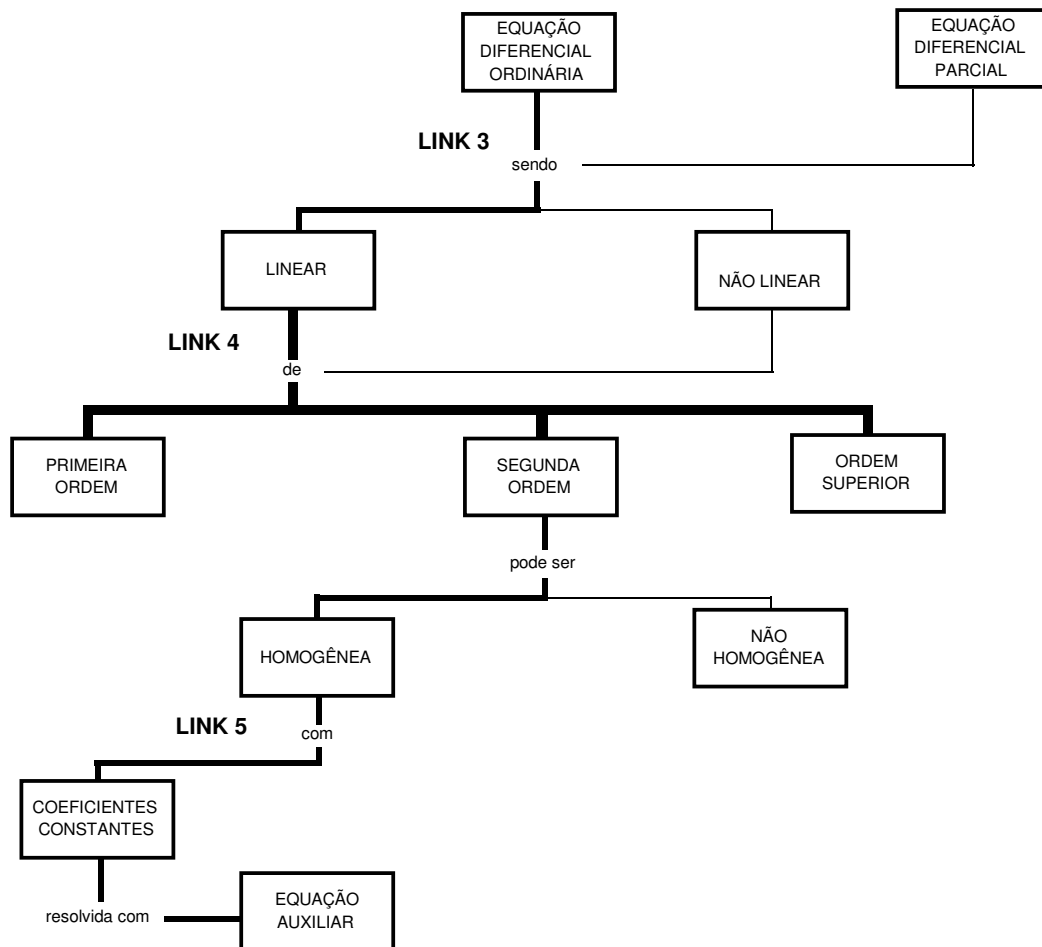 EQUAÇÃO
DIFERENCIAL
ORDINÁRIA
EQUAÇÃO
DIFERENCIAL
PARCIAL
LINK 3
sendo
LINEAR
NÃO LINEAR
LINK 4
de
PRIMEIRA
ORDEM
SEGUNDA
ORDEM
ORDEM
SUPERIOR
pode ser
HOMOGÊNEA
NÃO
HOMOGÊNEA
LINK 5
com
COEFICIENTES
CONSTANTES
resolvida com
EQUAÇÃO
AUXILIAR